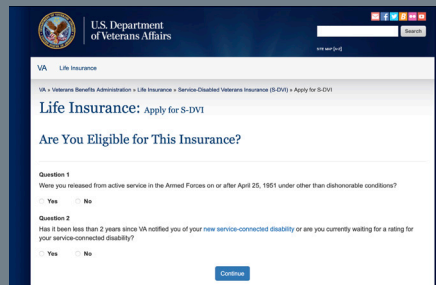 U.S. Department
of Veterans Affairs
Search
SITE MAP [A-Z]
VA Life Insurance
VA » Veterans Benefits Administration » Life Insurance » Service-Disabled Veterans Insurance (S-DVI) » Apply for S-DVI
Life Insurance: Apply for S-DVI
Are You Eligible for This Insurance?
Question 1
Were you released from active service in the Armed Forces on or after April 25, 1951 under other than dishonorable conditions?
Yes No
Question 2
Has it been less than 2 years since VA notified you of your new service-connected disability or are you currently waiting for a rating for
your service-connected disability?
Yes No
Continue